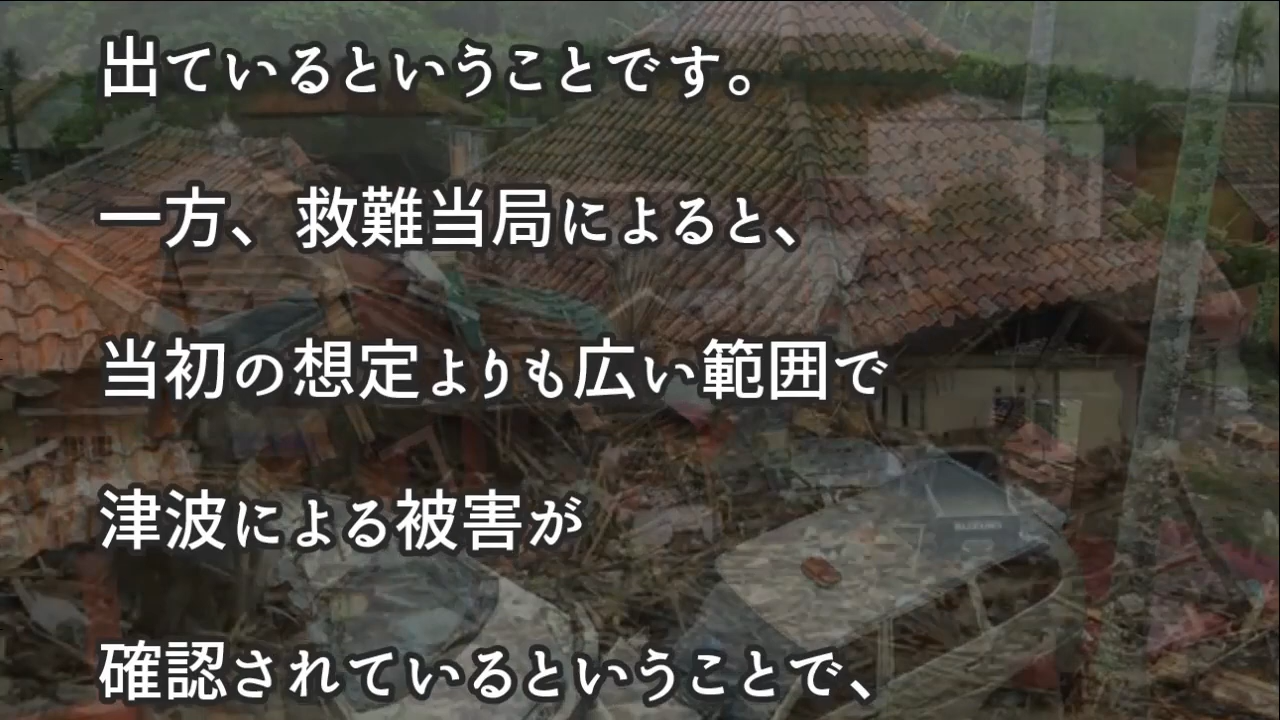 出ているということです。
一方、救難当局によると、
当初の想定よりも広い範囲で
津波による被害が
確認されているということで、
SUZUKI